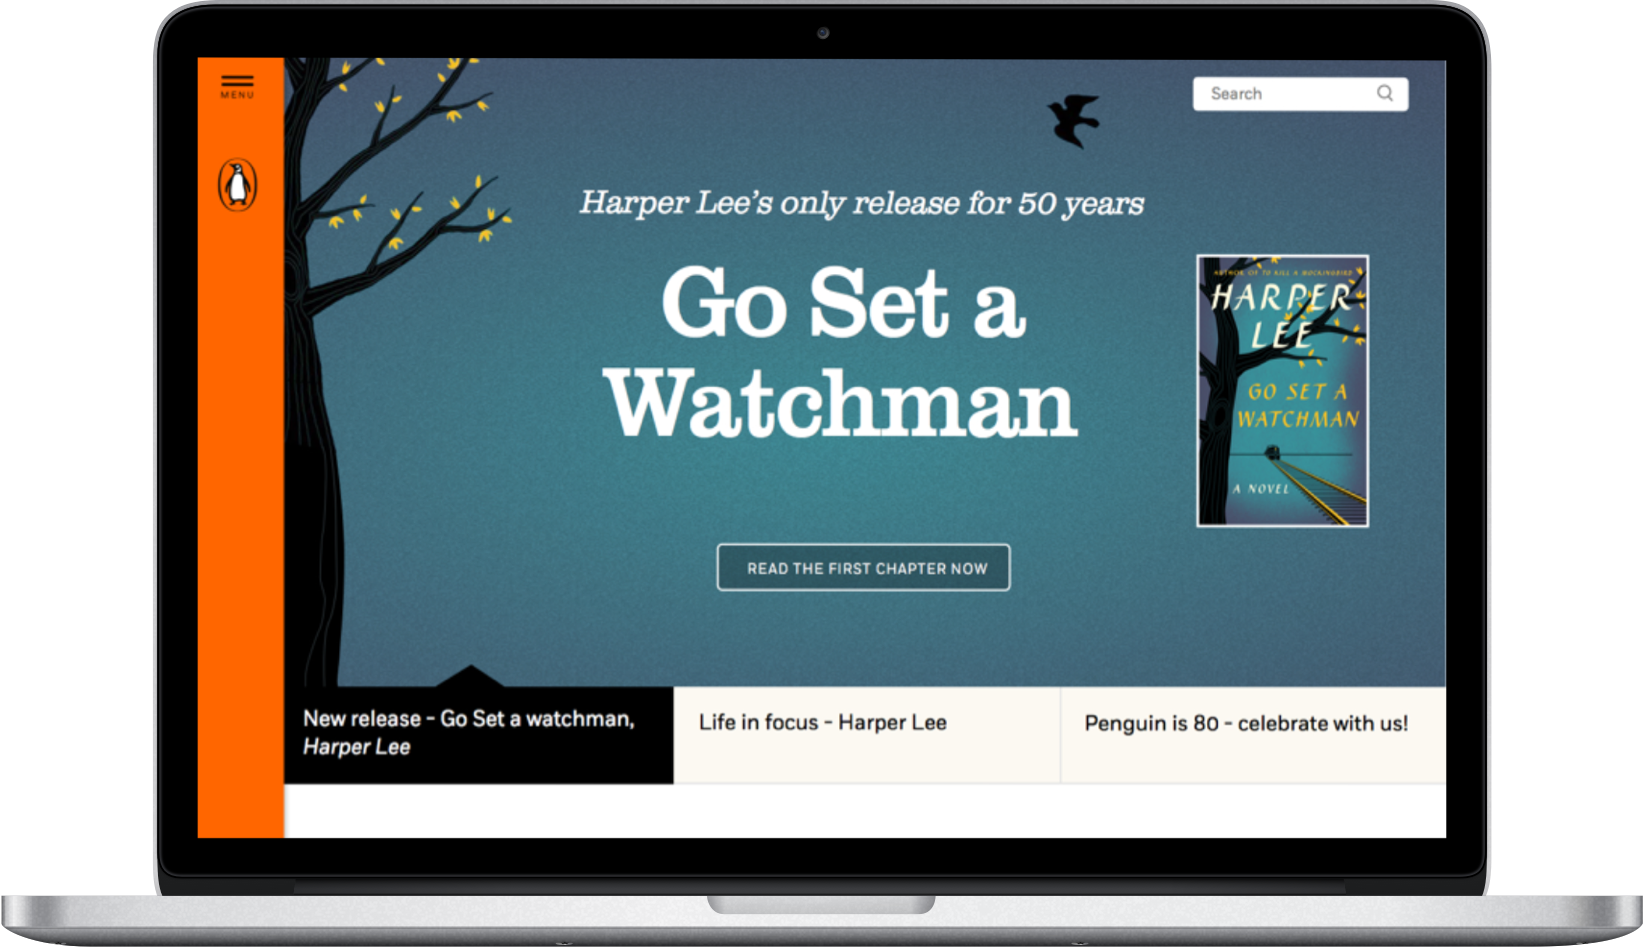 MENU
Search
Harper Lee's only release for 50 years
Go Set a
Watchman
AUTHOR OF TO KILL A MOCKINGBIRD
HARPER
LEE
GO SET A
WATCHMAN
A NOVEL
READ THE FIRST CHAPTER NOW
New release - Go Set a watchman,
Harper Lee
Life in focus - Harper Lee
Penguin is 80 - celebrate with us!